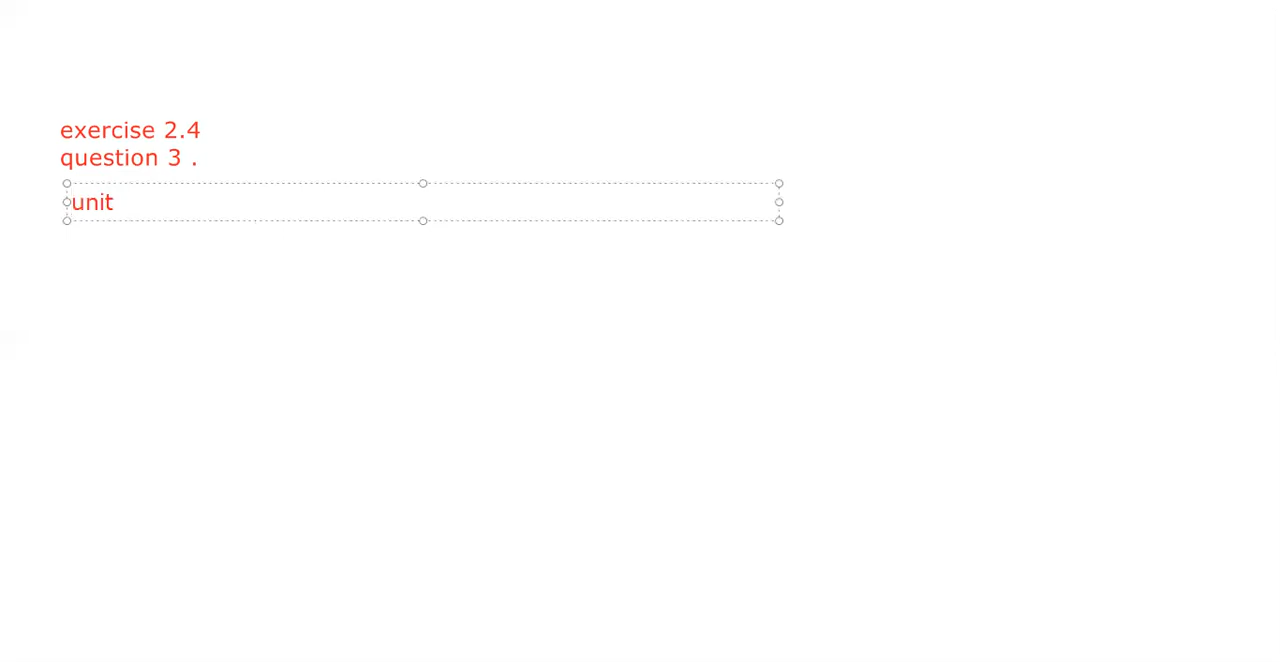 exercise 2.4
question 3 .
unit